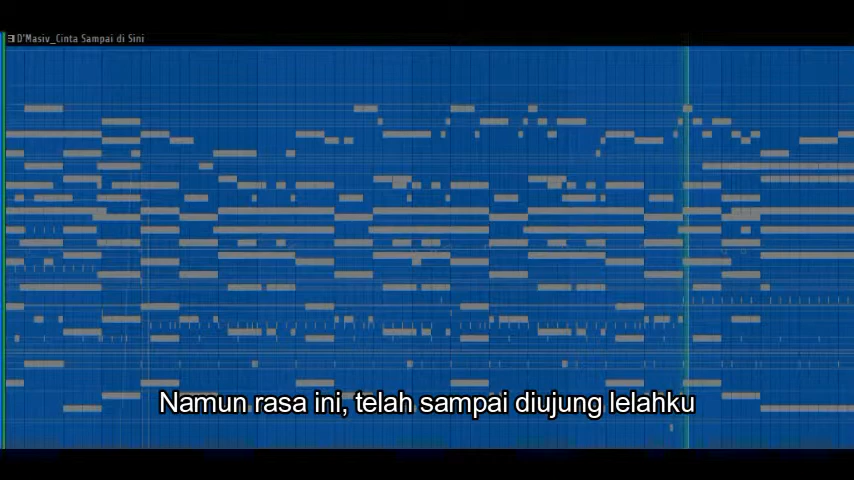 D'Masiv_Cinta Sampai di Sini
Namun rasa ini, telah sampai diujung lelahku